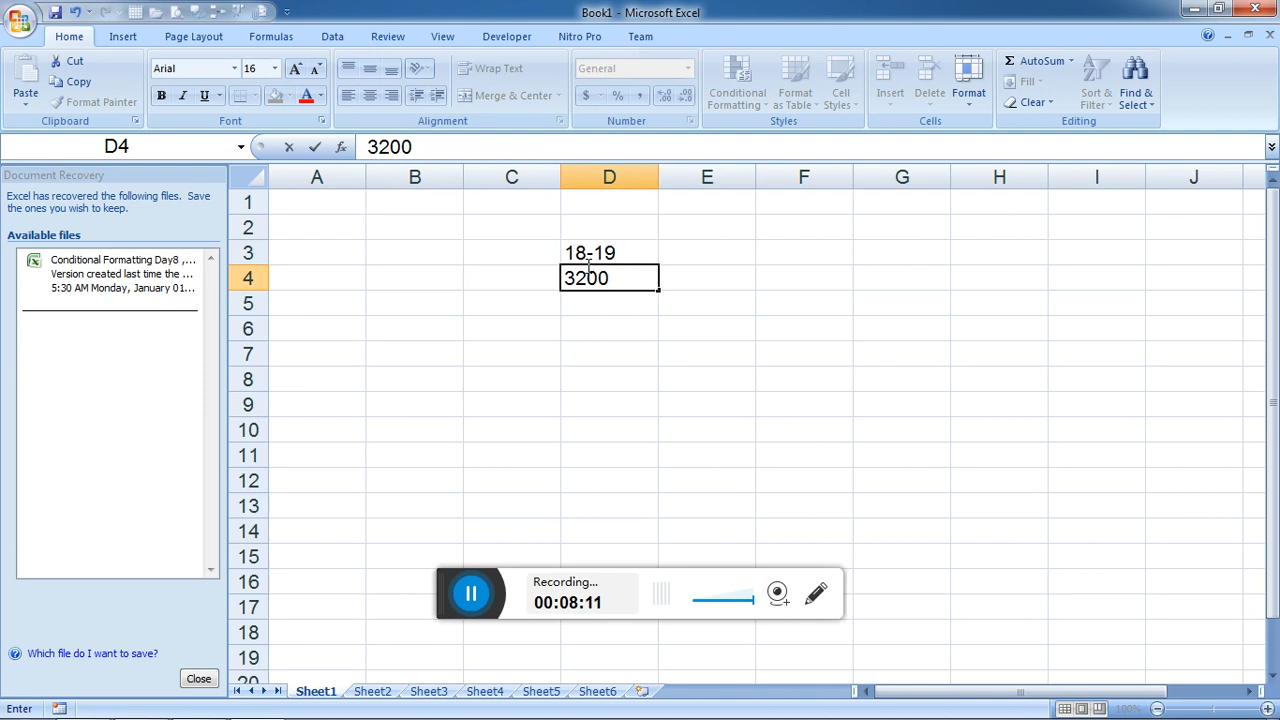 Book1 - Microsoft Excel
Home Insert Page Layout Formulas Data Review View Developer Nitro Pro Team
Paste
Cut
Copy
Format Painter
Clipboard
Arial 16
B I U
Font
Wrap Text
Merge & Center
Alignment
General
$ % ,
Number
Conditional Formatting
Format as Table
Cell Styles
Styles
Insert Delete Format
Cells
AutoSum
Fill
Clear
Sort & Filter
Find & Select
Editing
D4 fx 3200
Document Recovery
Excel has recovered the following files. Save
the ones you wish to keep.
Available files
Conditional Formatting Day8 ,...
Version created last time the ...
5:30 AM Monday, January 01...
Which file do I want to save?
Close
A B C D E F G H I J
1
2
3 18-19
4 3200
5
6
7
8
9
10
11
12
13
14
15
16
17
18
19
20
Recording...
00:08:11
Sheet1 Sheet2 Sheet3 Sheet4 Sheet5 Sheet6
Enter 100%